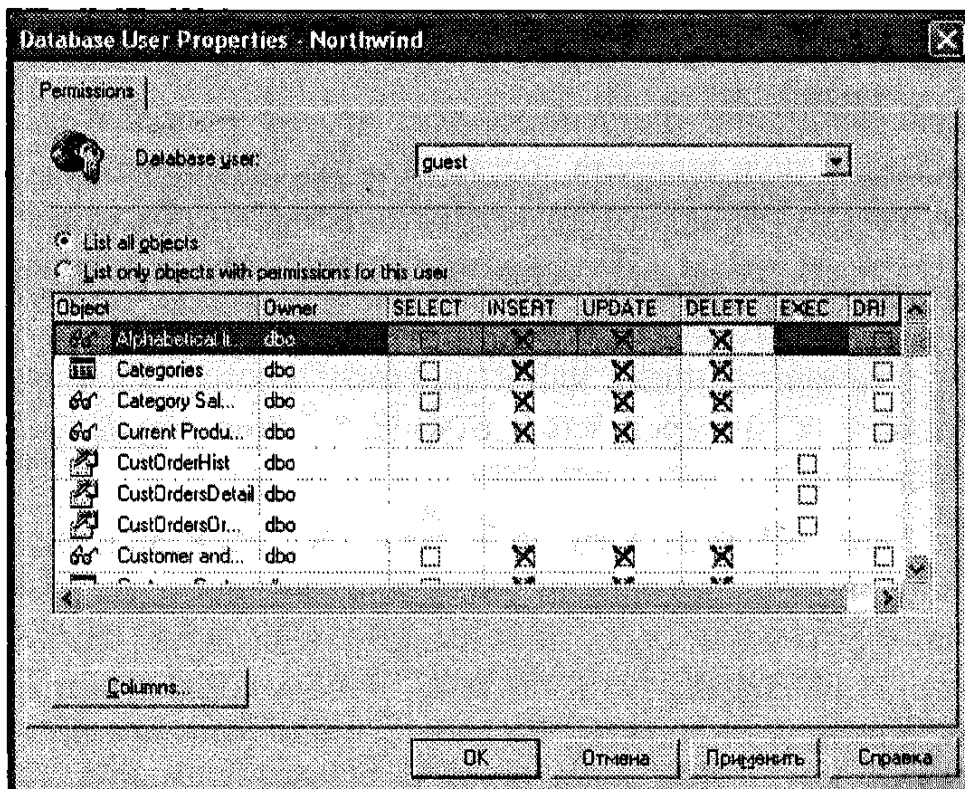 Database User Properties - Northwind
Permissions
Database user: guest
List all objects
List only objects with permissions for this user
Object Owner SELECT INSERT UPDATE DELETE EXEC DRI
Alphabetical li... dbo
Categories dbo
Category Sal... dbo
Current Produ... dbo
CustOrderHist dbo
CustOrdersDetail dbo
CustOrdersOr... dbo
Customer and... dbo
Columns...
OK Отмена Применить Справка